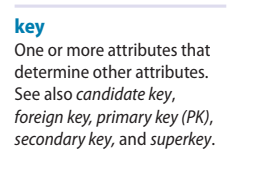 key
One or more attributes that
determine other attributes.
See also candidate key,
foreign key, primary key (PK),
secondary key, and superkey.